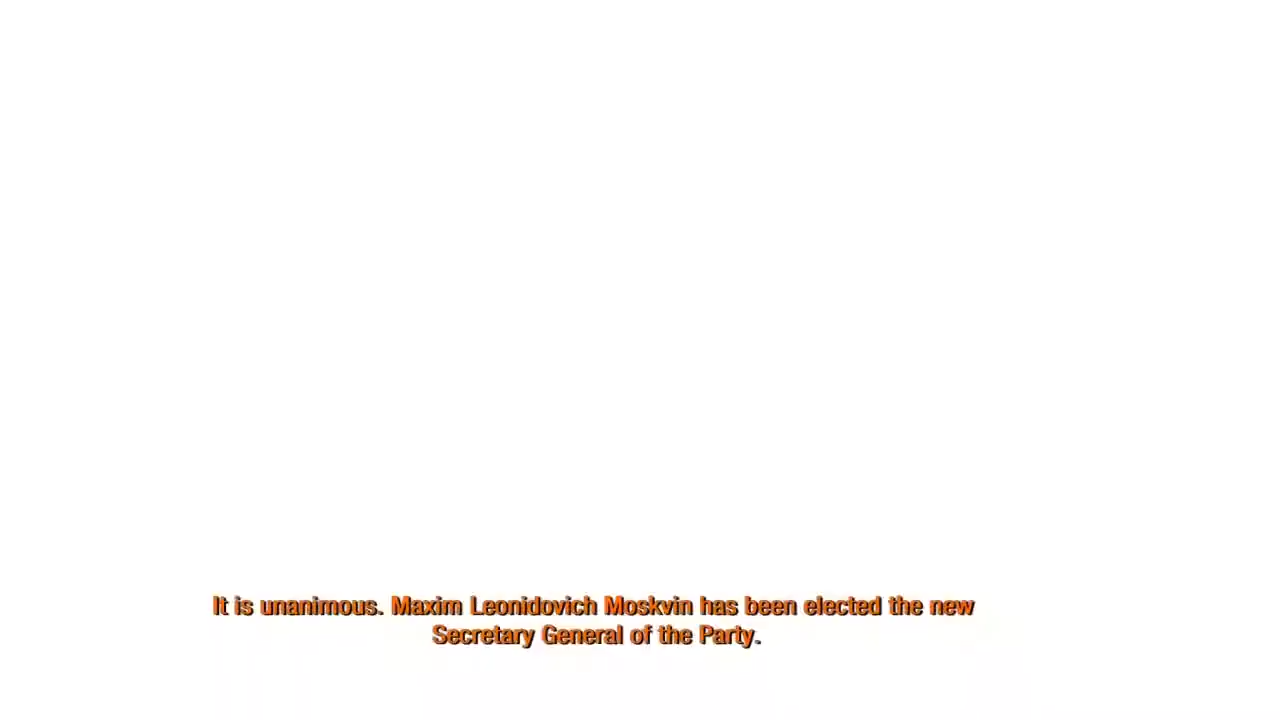 It is unanimous. Maxim Leonidovich Moskvin has been elected the new
Secretary General of the Party.